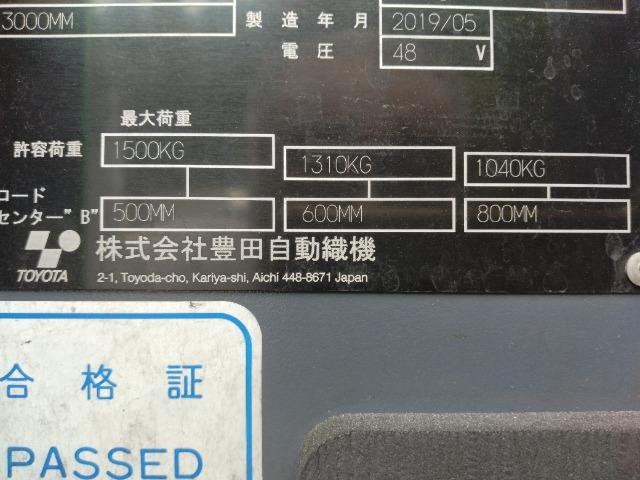 3000MM 製造年月 2019/05
電圧 48 V
最大荷重
許容荷重 1500KG 1310KG 1040KG
ロード
センター"B" 500MM 600MM 800MM
TOYOTA 株式会社豊田自動織機
2-1, Toyoda-cho, Kariya-shi, Aichi 448-8671 Japan
合格証
PASSED